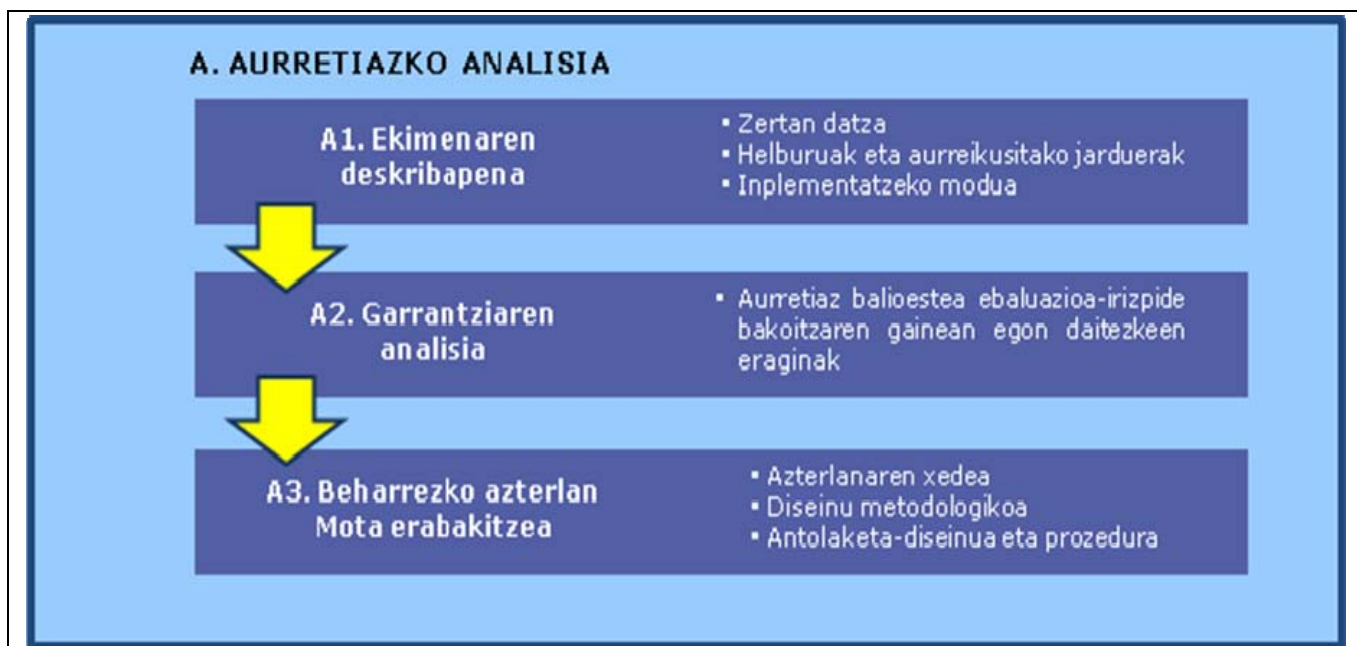 A. AURRETIAZKO ANALISIA
A1. Ekimenaren
deskribapena
▪ Zertan datza
▪ Helburuak eta aurreikusitako jarduerak
▪ Inplementatzeko modua
A2. Garrantziaren
analisia
▪ Aurretiaz balioestea ebaluazioa-irizpide
bakoitzaren gainean egon daitezkeen
eraginak
A3. Beharrezko azterlan
Mota erabakitzea
▪ Azterlanaren xedea
▪ Diseinu metodologikoa
▪ Antolaketa-diseinua eta prozedura